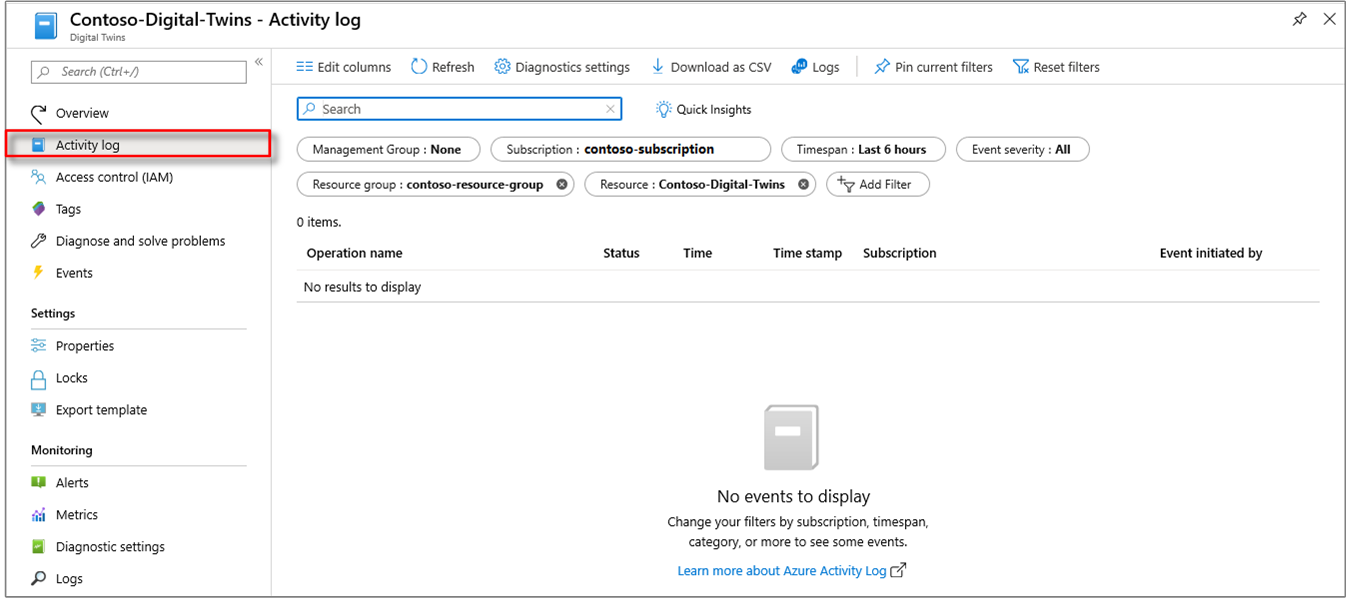 Contoso-Digital-Twins - Activity log
Digital Twins
Search (Ctrl+/)
«
Overview
Activity log
Access control (IAM)
Tags
Diagnose and solve problems
Events
Settings
Properties
Locks
Export template
Monitoring
Alerts
Metrics
Diagnostic settings
Logs
Edit columns Refresh Diagnostics settings Download as CSV Logs Pin current filters Reset filters
Search Quick Insights
Management Group : None Subscription : contoso-subscription Timespan : Last 6 hours Event severity : All
Resource group : contoso-resource-group Resource : Contoso-Digital-Twins Add Filter
0 items.
Operation name Status Time Time stamp Subscription Event initiated by
No results to display
No events to display
Change your filters by subscription, timespan,
category, or more to see some events.
Learn more about Azure Activity Log